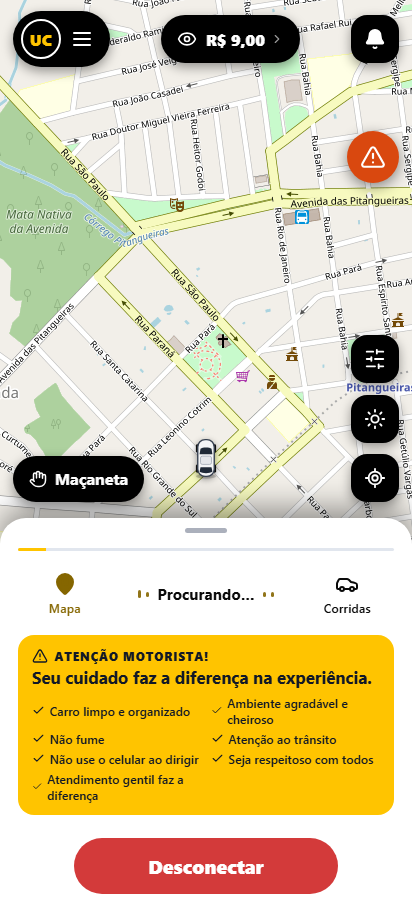 UC
R$ 9,00
Rua Rafael Rui
Rua José Veig
Rua João Casadei
Rua Doutor Miguel Vieira Ferreira
Rua Heitor Godoi
Rua Bahia
Rua São Paulo
Mata Nativa
da Avenida
Córrego Pitangueiras
Avenida das Pitangueiras
Rua Rio de Janeiro
Rua Bahia
Rua Sergipe
Rua São Paulo
Rua Pará
Rua Espírito Santo
Avenida das Pitangueiras
Rua Paraná
Rua Pará
Rua Bahia
Rua Santa Catarina
Pitangueiras
Rua Leonino Cotrim
Rua Getúlio Vargas
Rua Rio Grande do Sul
Maçaneta
Mapa
Procurando...
Corridas
ATENÇÃO MOTORISTA!
Seu cuidado faz a diferença na experiência.
Carro limpo e organizado
Ambiente agradável e
cheiroso
Não fume
Atenção ao trânsito
Não use o celular ao dirigir
Seja respeitoso com todos
Atendimento gentil faz a
diferença
Desconectar